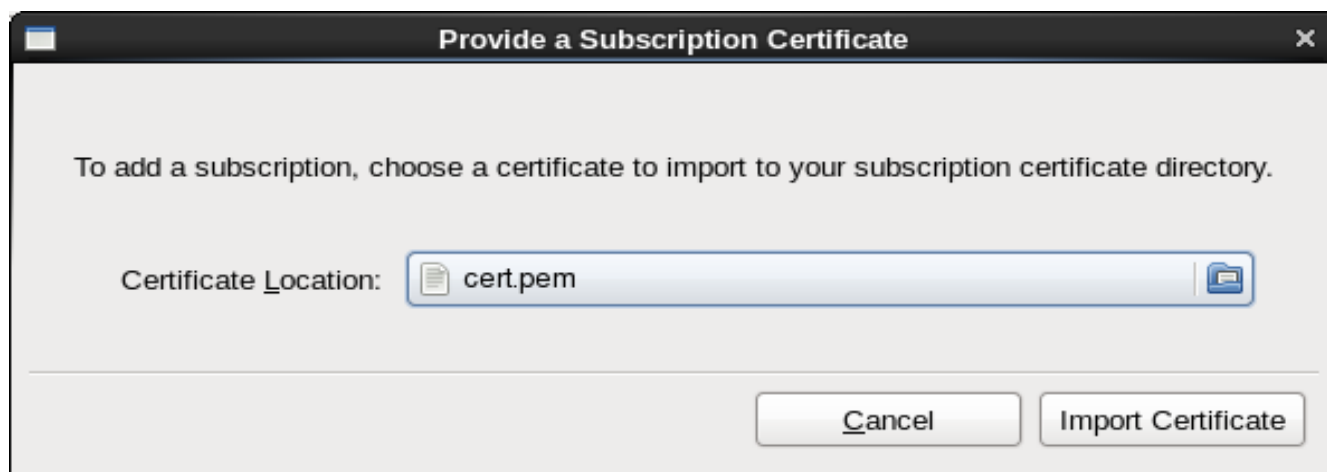 Provide a Subscription Certificate
To add a subscription, choose a certificate to import to your subscription certificate directory.
Certificate Location: cert.pem
Cancel Import Certificate